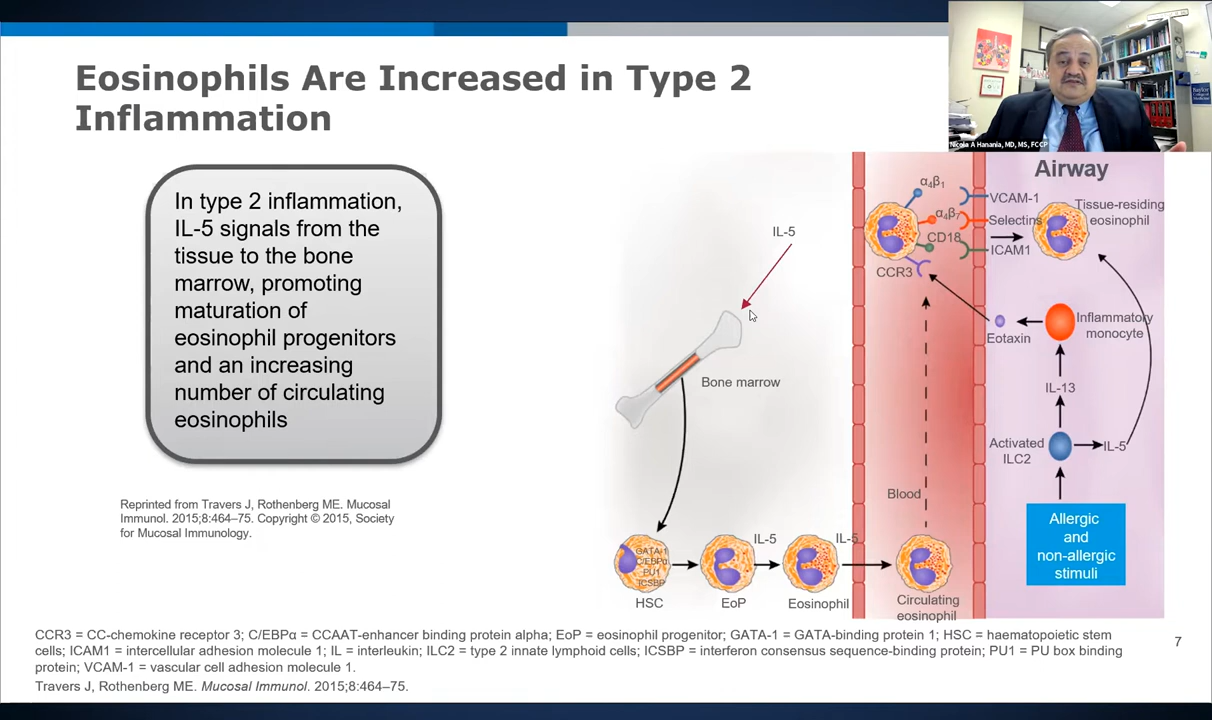 Eosinophils Are Increased in Type 2
Inflammation
Nicola A Hanania, MD, MS, FCCP
In type 2 inflammation,
IL-5 signals from the
tissue to the bone
marrow, promoting
maturation of
eosinophil progenitors
and an increasing
number of circulating
eosinophils
Reprinted from Travers J, Rothenberg ME. Mucosal
Immunol. 2015;8:464–75. Copyright © 2015, Society
for Mucosal Immunology.
IL-5
Bone marrow
GATA-1
C/EBPα
PU1
ICSBP
HSC
EoP
IL-5
Eosinophil
IL-5
Blood
Circulating
eosinophil
α4β1
α4β7
CD18
CCR3
Airway
VCAM-1
Selectins
ICAM1
Tissue-residing
eosinophil
Eotaxin
Inflammatory
monocyte
IL-13
Activated
ILC2
IL-5
Allergic
and
non-allergic
stimuli
CCR3 = CC-chemokine receptor 3; C/EBPα = CCAAT-enhancer binding protein alpha; EoP = eosinophil progenitor; GATA-1 = GATA-binding protein 1; HSC = haematopoietic stem
cells; ICAM1 = intercellular adhesion molecule 1; IL = interleukin; ILC2 = type 2 innate lymphoid cells; ICSBP = interferon consensus sequence-binding protein; PU1 = PU box binding
protein; VCAM-1 = vascular cell adhesion molecule 1.
Travers J, Rothenberg ME. Mucosal Immunol. 2015;8:464–75.
7